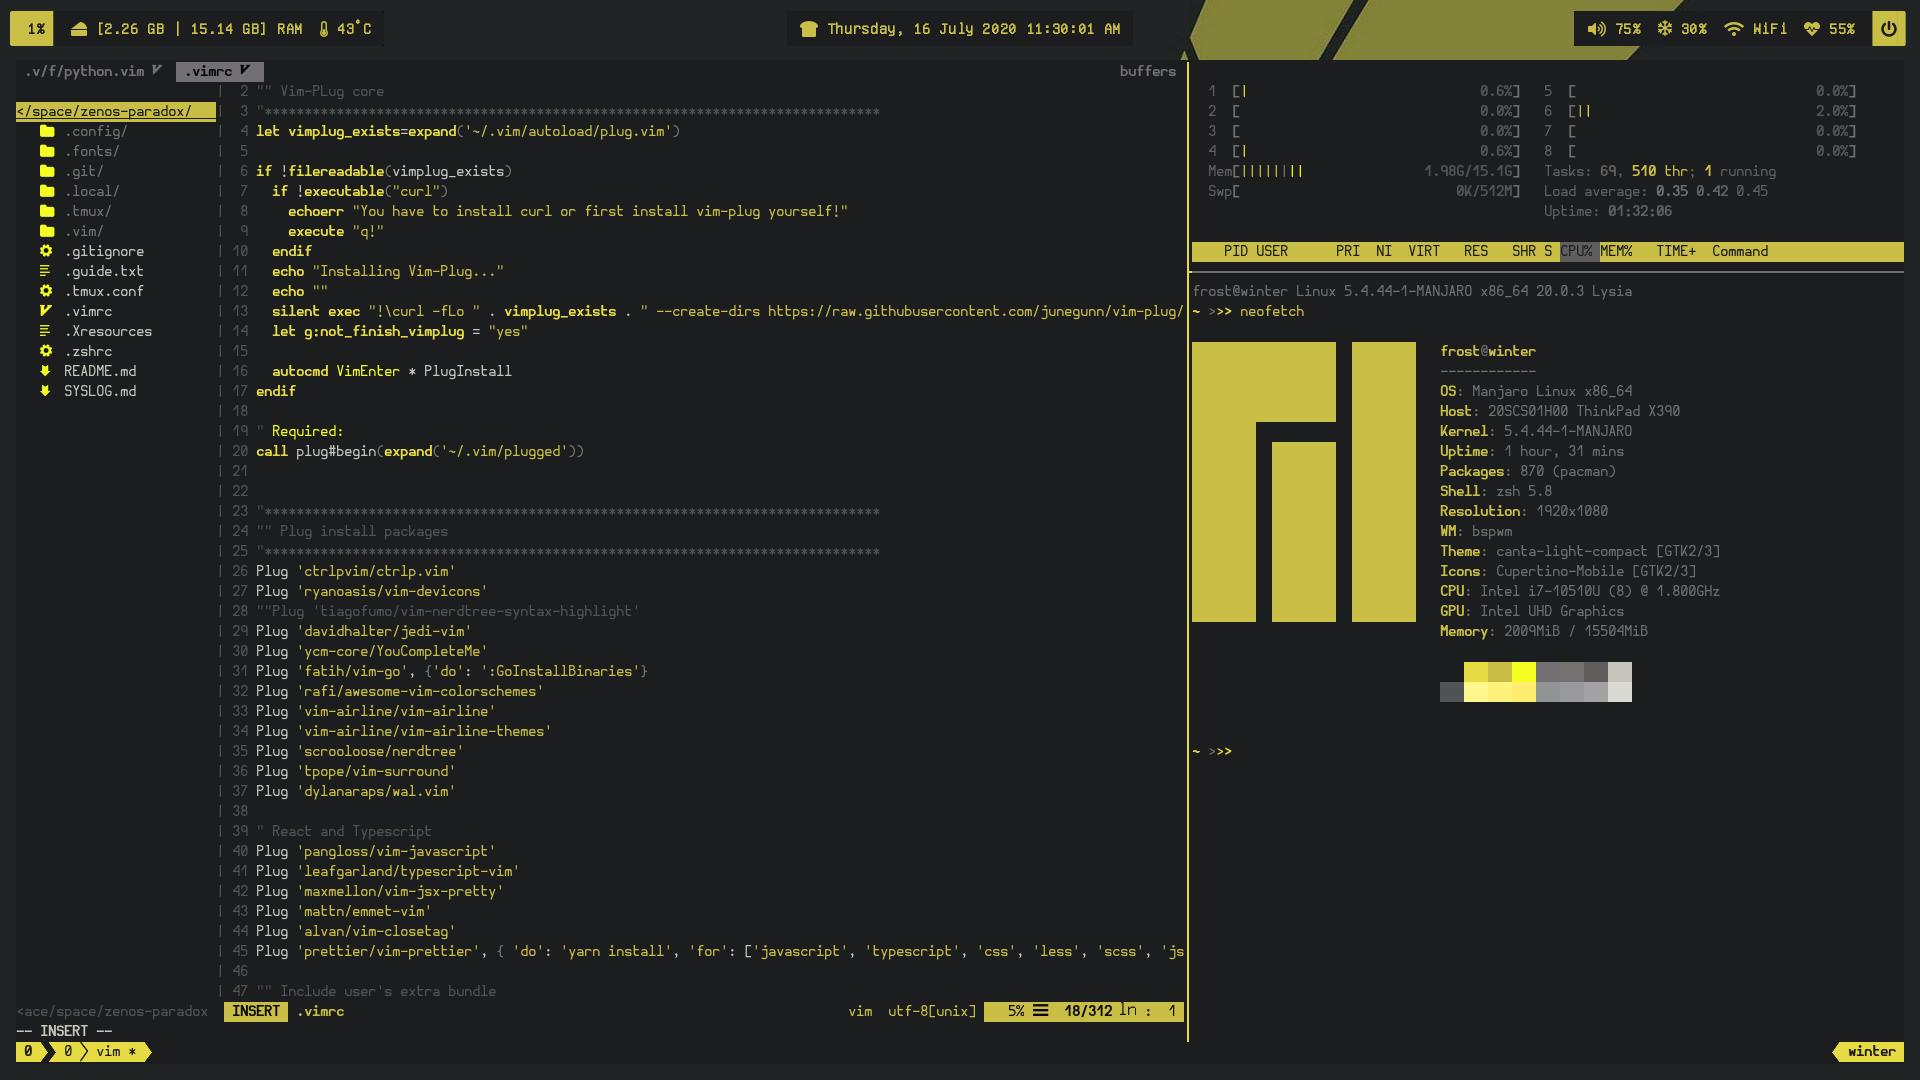 1% [2.26 GB | 15.14 GB] RAM 43°C Thursday, 16 July 2020 11:30:01 AM 75% 30% WiFi 55%
.v/f/python.vim .vimrc buffers
</space/zenos-paradox/
.config/
.fonts/
.git/
.local/
.tmux/
.vim/
.gitignore
.guide.txt
.tmux.conf
.vimrc
.Xresources
.zshrc
README.md
SYSLOG.md
| 2 "" Vim-PLug core
| 3 "*****************************************************************************
| 4 let vimplug_exists=expand('~/.vim/autoload/plug.vim')
| 5
| 6 if !filereadable(vimplug_exists)
| 7   if !executable("curl")
| 8     echoerr "You have to install curl or first install vim-plug yourself!"
| 9     execute "q!"
| 10   endif
| 11   echo "Installing Vim-Plug..."
| 12   echo ""
| 13   silent exec "!\curl -fLo " . vimplug_exists . " --create-dirs https://raw.githubusercontent.com/junegunn/vim-plug/
| 14   let g:not_finish_vimplug = "yes"
| 15
| 16   autocmd VimEnter * PlugInstall
| 17 endif
| 18
| 19 " Required:
| 20 call plug#begin(expand('~/.vim/plugged'))
| 21
| 22
| 23 "*****************************************************************************
| 24 "" Plug install packages
| 25 "*****************************************************************************
| 26 Plug 'ctrlpvim/ctrlp.vim'
| 27 Plug 'ryanoasis/vim-devicons'
| 28 ""Plug 'tiagofumo/vim-nerdtree-syntax-highlight'
| 29 Plug 'davidhalter/jedi-vim'
| 30 Plug 'ycm-core/YouCompleteMe'
| 31 Plug 'fatih/vim-go', {'do': ':GoInstallBinaries'}
| 32 Plug 'rafi/awesome-vim-colorschemes'
| 33 Plug 'vim-airline/vim-airline'
| 34 Plug 'vim-airline/vim-airline-themes'
| 35 Plug 'scrooloose/nerdtree'
| 36 Plug 'tpope/vim-surround'
| 37 Plug 'dylanaraps/wal.vim'
| 38
| 39 " React and Typescript
| 40 Plug 'pangloss/vim-javascript'
| 41 Plug 'leafgarland/typescript-vim'
| 42 Plug 'maxmellon/vim-jsx-pretty'
| 43 Plug 'mattn/emmet-vim'
| 44 Plug 'alvan/vim-closetag'
| 45 Plug 'prettier/vim-prettier', { 'do': 'yarn install', 'for': ['javascript', 'typescript', 'css', 'less', 'scss', 'js
| 46
| 47 "" Include user's extra bundle
<ace/space/zenos-paradox INSERT .vimrc vim utf-8[unix] 5% ☰ 18/312 ln : 1
-- INSERT --
0 0 vim *
1 [| 0.6%] 5 [ 0.0%]
2 [ 0.0%] 6 [|| 2.0%]
3 [ 0.0%] 7 [ 0.0%]
4 [| 0.6%] 8 [ 0.0%]
Mem[|||||||| 1.98G/15.1G] Tasks: 69, 510 thr; 1 running
Swp[ 0K/512M] Load average: 0.35 0.42 0.45
Uptime: 01:32:06
PID USER PRI NI VIRT RES SHR S CPU% MEM% TIME+ Command
frost@winter Linux 5.4.44-1-MANJARO x86_64 20.0.3 Lysia
~ >>> neofetch
frost@winter
------------
OS: Manjaro Linux x86_64
Host: 20SCS01H00 ThinkPad X390
Kernel: 5.4.44-1-MANJARO
Uptime: 1 hour, 31 mins
Packages: 870 (pacman)
Shell: zsh 5.8
Resolution: 1920x1080
WM: bspwm
Theme: canta-light-compact [GTK2/3]
Icons: Cupertino-Mobile [GTK2/3]
CPU: Intel i7-10510U (8) @ 1.800GHz
GPU: Intel UHD Graphics
Memory: 2009MiB / 15504MiB
~ >>>
winter